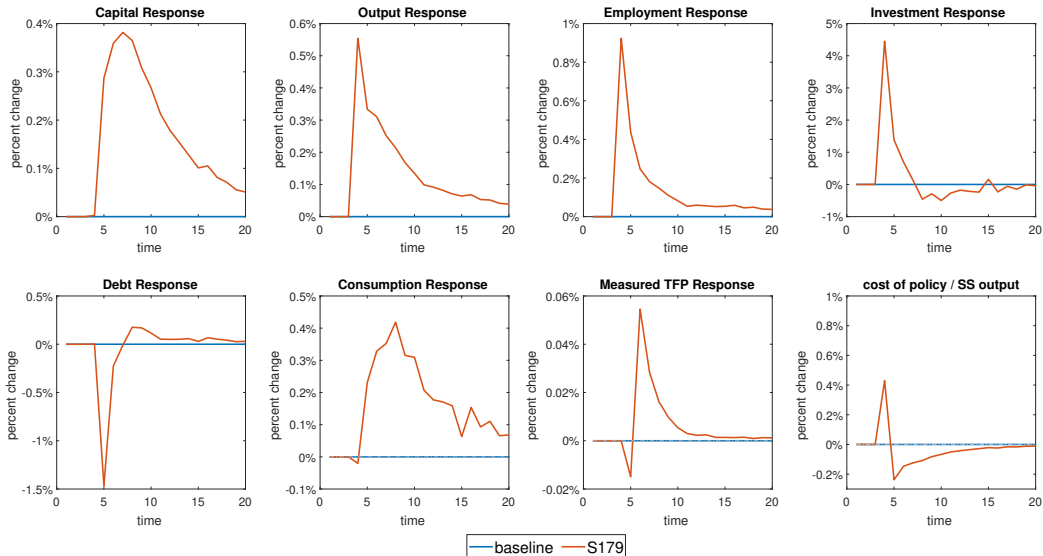 Capital Response
0.4%
0.3%
0.2%
0.1%
0%
percent change
0 5 10 15 20
time
Output Response
0.6%
0.5%
0.4%
0.3%
0.2%
0.1%
0%
percent change
0 5 10 15 20
time
Employment Response
1%
0.8%
0.6%
0.4%
0.2%
0%
percent change
0 5 10 15 20
time
Investment Response
5%
4%
3%
2%
1%
0%
-1%
percent change
0 5 10 15 20
time
Debt Response
0.5%
0%
-0.5%
-1%
-1.5%
percent change
0 5 10 15 20
time
Consumption Response
0.5%
0.4%
0.3%
0.2%
0.1%
0%
-0.1%
percent change
0 5 10 15 20
time
Measured TFP Response
0.06%
0.04%
0.02%
0%
-0.02%
percent change
0 5 10 15 20
time
cost of policy / SS output
1%
0.8%
0.6%
0.4%
0.2%
0%
-0.2%
percent change
0 5 10 15 20
time
baseline S179